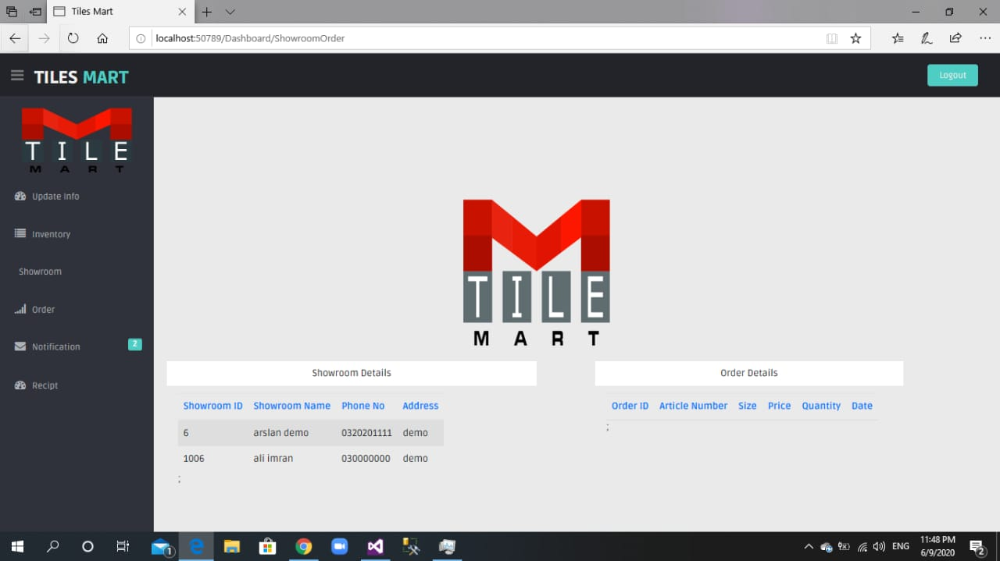 Tiles Mart
localhost:50789/Dashboard/ShowroomOrder
TILES MART
Logout
TILE
MART
Update Info
Inventory
Showroom
Order
Notification 2
Recipt
TILE
MART
Showroom Details
Showroom ID Showroom Name Phone No Address
6 arslan demo 0320201111 demo
1006 ali imran 030000000 demo
;
Order Details
Order ID Article Number Size Price Quantity Date
;
1
ENG
11:48 PM
6/9/2020
2